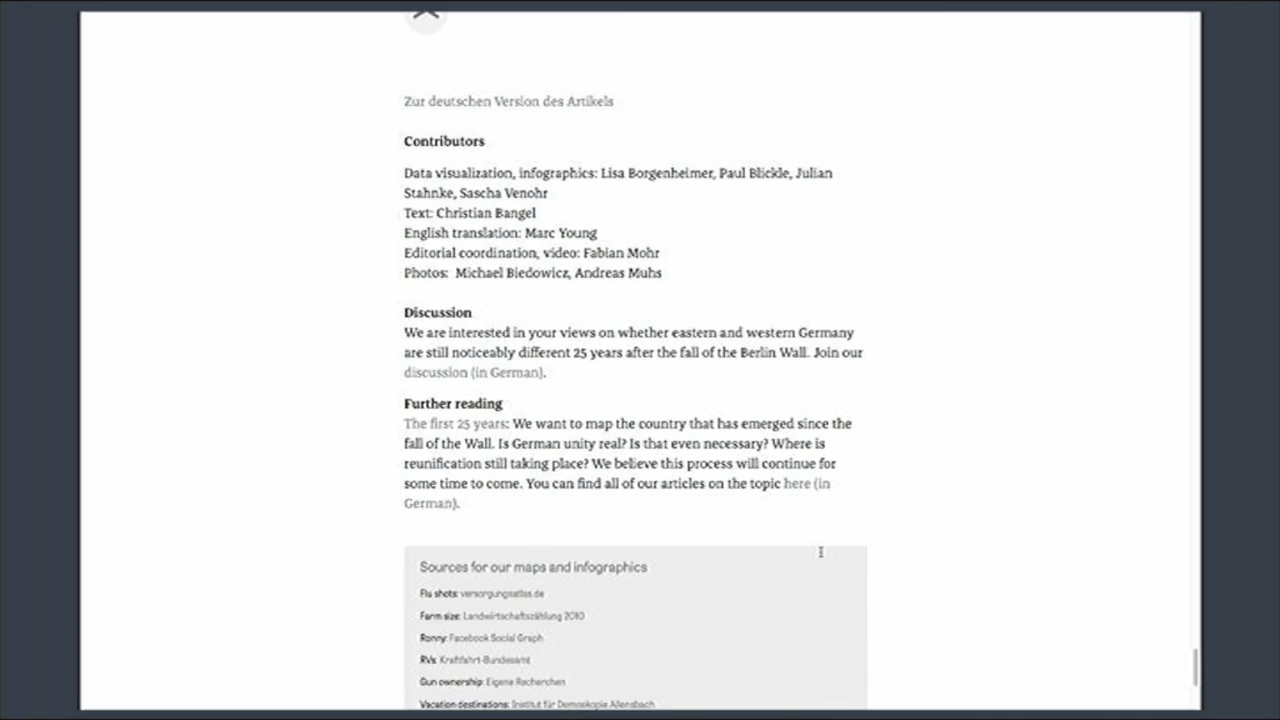 Zur deutschen Version des Artikels
Contributors
Data visualization, infographics: Lisa Borgenheimer, Paul Blickle, Julian
Stahnke, Sascha Venohr
Text: Christian Bangel
English translation: Marc Young
Editorial coordination, video: Fabian Mohr
Photos: Michael Biedowicz, Andreas Muhs
Discussion
We are interested in your views on whether eastern and western Germany
are still noticeably different 25 years after the fall of the Berlin Wall. Join our
discussion (in German).
Further reading
The first 25 years: We want to map the country that has emerged since the
fall of the Wall. Is German unity real? Is that even necessary? Where is
reunification still taking place? We believe this process will continue for
some time to come. You can find all of our articles on the topic here (in
German).
Sources for our maps and infographics
Flu shots: versorgungsatlas.de
Farm size: Landwirtschaftszählung 2010
Ronny: Facebook Social Graph
RVs: Kraftfahrt-Bundesamt
Gun ownership: Eigene Recherchen
Vacation destinations: Institut für Demoskopie Allensbach